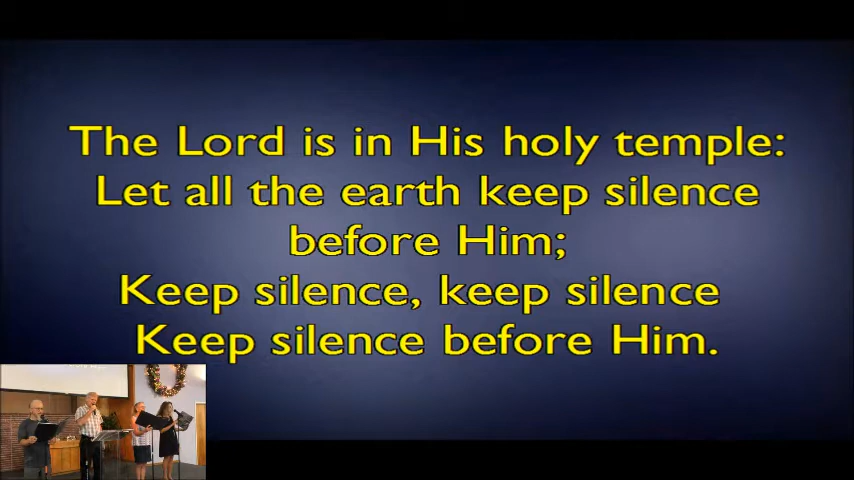 The Lord is in His holy temple:
Let all the earth keep silence
before Him;
Keep silence, keep silence
Keep silence before Him.